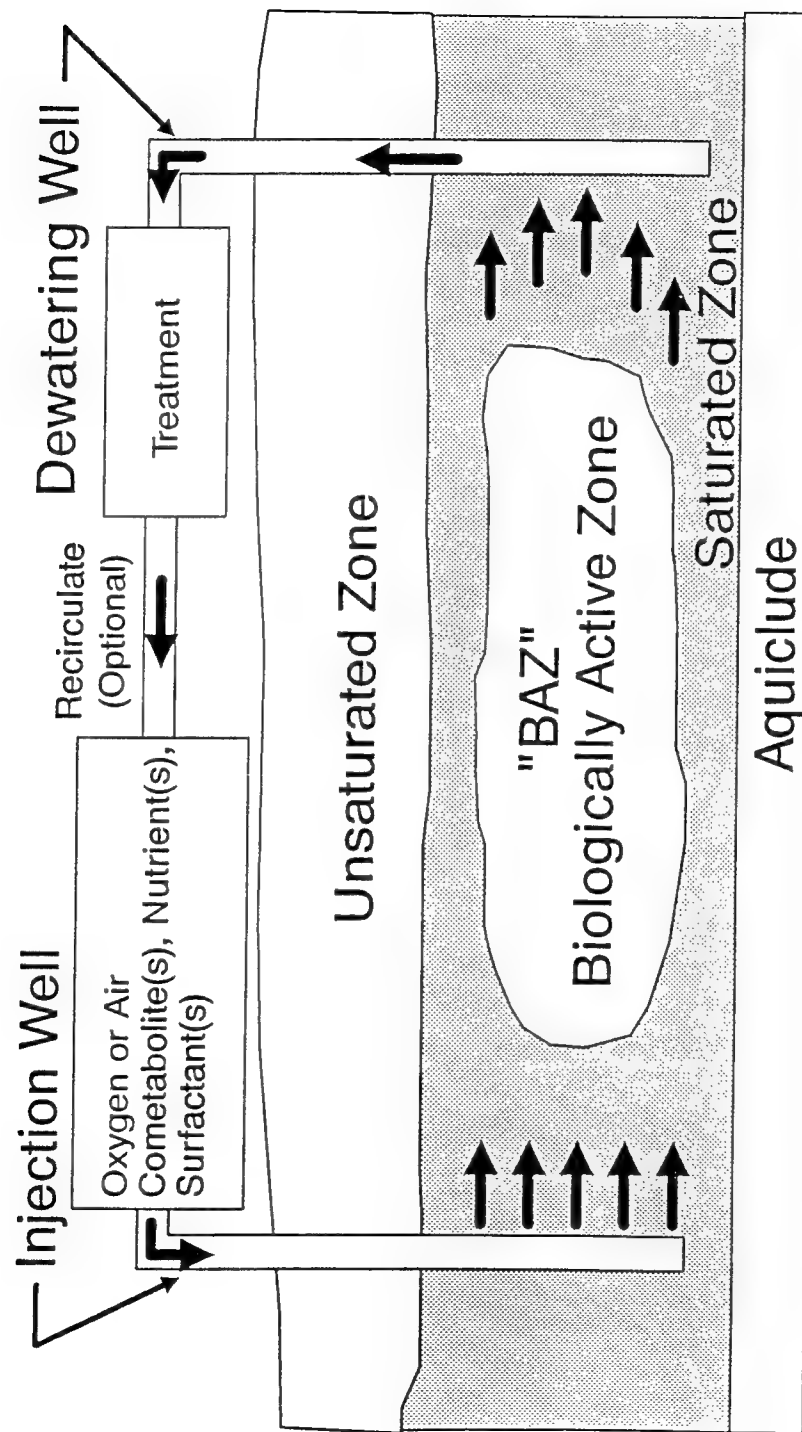 Injection Well
Dewatering Well
Oxygen or Air
Cometabolite(s), Nutrient(s),
Surfactant(s)
Recirculate
(Optional)
Treatment
Unsaturated Zone
"BAZ"
Biologically Active Zone
Saturated Zone
Aquiclude